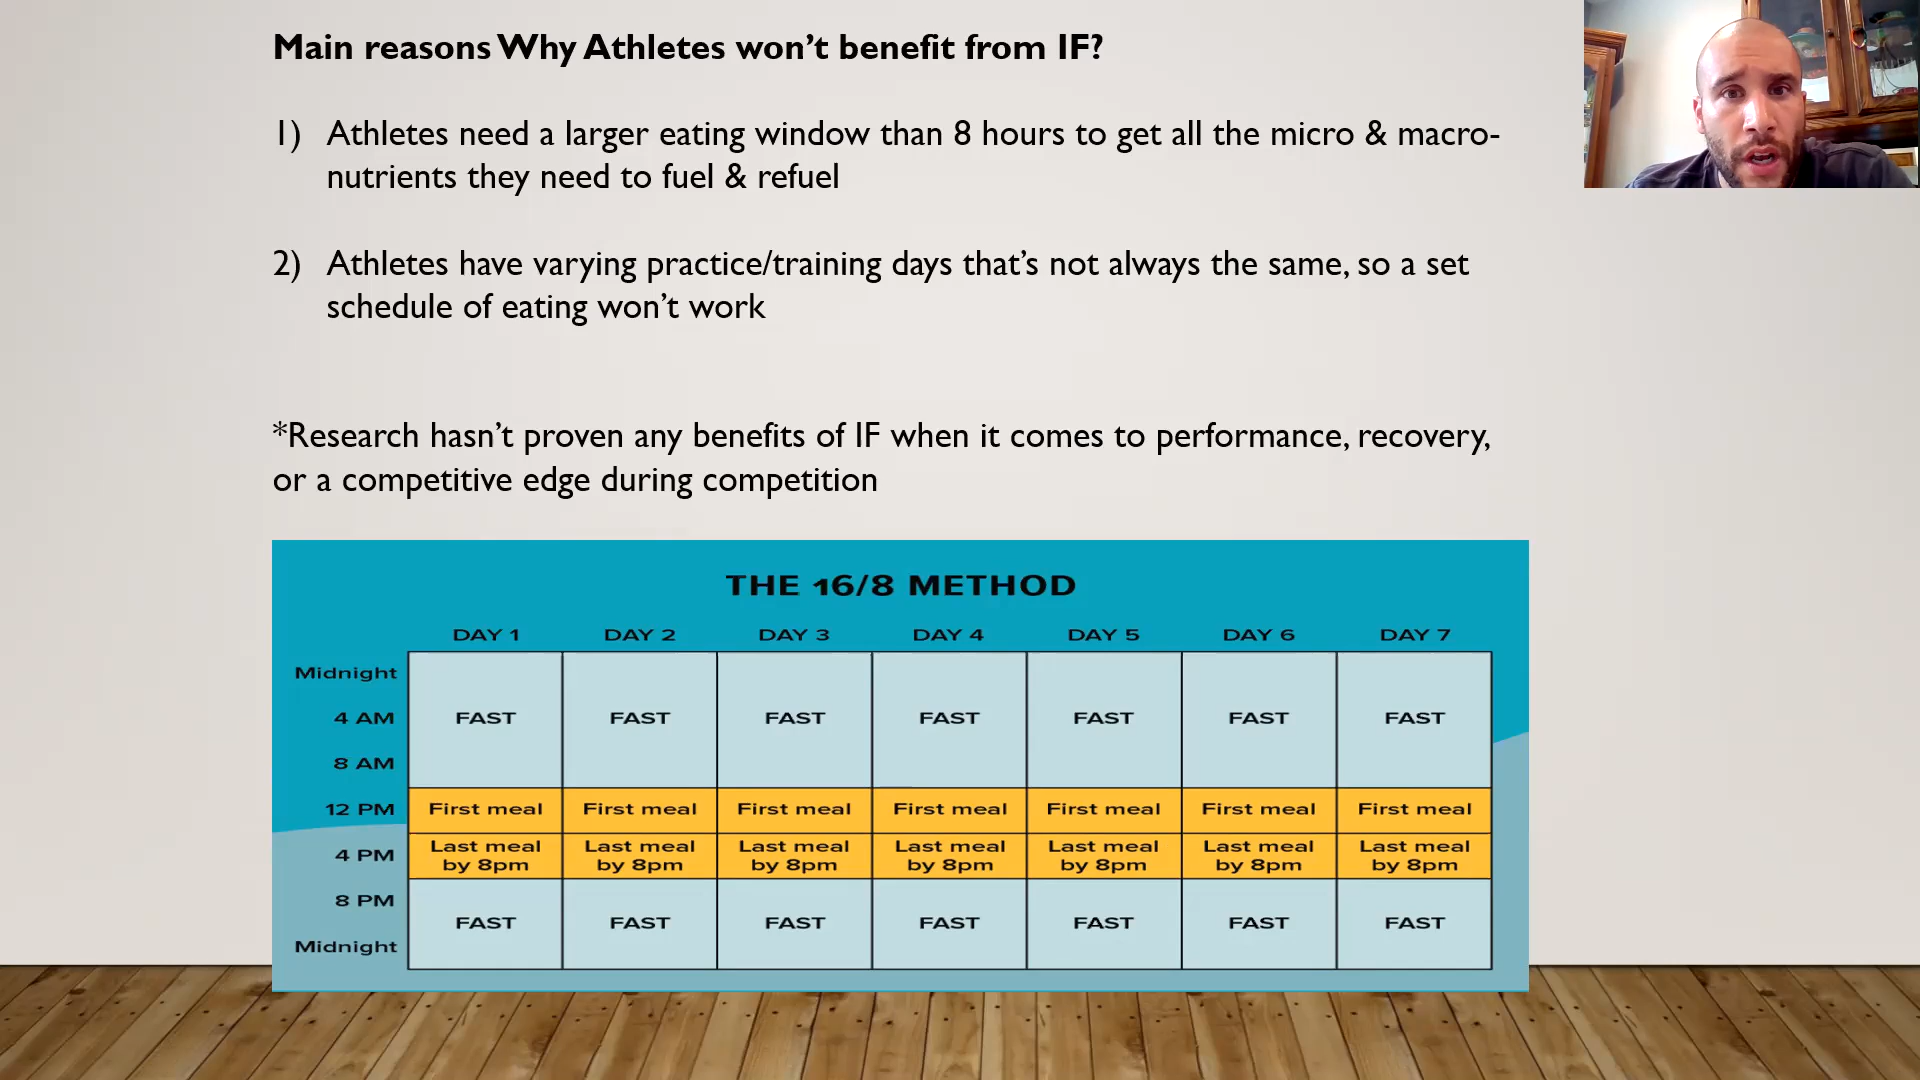 Main reasons Why Athletes won't benefit from IF?
1) Athletes need a larger eating window than 8 hours to get all the micro & macro-
nutrients they need to fuel & refuel
2) Athletes have varying practice/training days that's not always the same, so a set
schedule of eating won't work
*Research hasn't proven any benefits of IF when it comes to performance, recovery,
or a competitive edge during competition
THE 16/8 METHOD
DAY 1 DAY 2 DAY 3 DAY 4 DAY 5 DAY 6 DAY 7
Midnight
4 AM FAST FAST FAST FAST FAST FAST FAST
8 AM
12 PM First meal First meal First meal First meal First meal First meal First meal
4 PM Last meal by 8pm Last meal by 8pm Last meal by 8pm Last meal by 8pm Last meal by 8pm Last meal by 8pm Last meal by 8pm
8 PM
FAST FAST FAST FAST FAST FAST FAST
Midnight